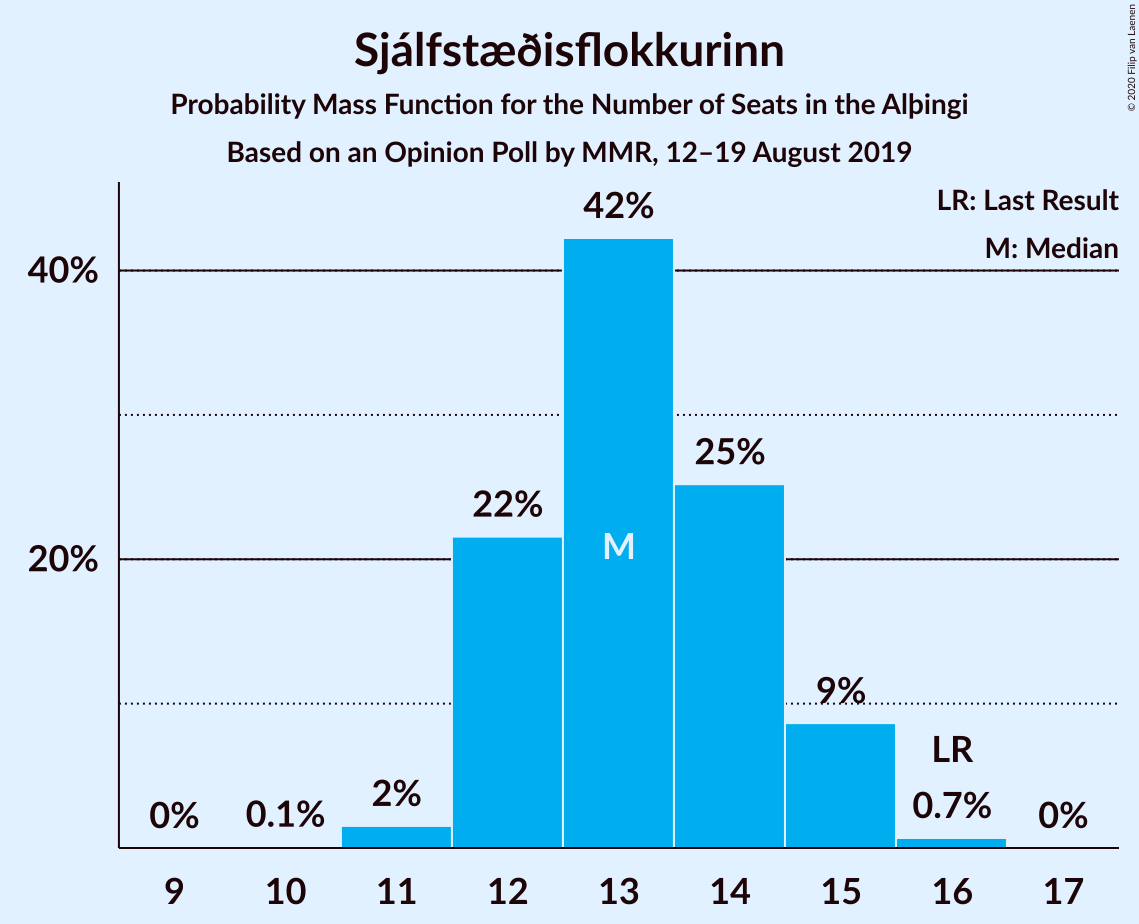 Sjálfstæðisflokkurinn
Probability Mass Function for the Number of Seats in the Alþingi
Based on an Opinion Poll by MMR, 12–19 August 2019
© 2020 Filip van Laenen
LR: Last Result
M: Median
40%
20%
0%
0.1%
2%
22%
42%
M
25%
9%
LR
0.7%
0%
9 10 11 12 13 14 15 16 17